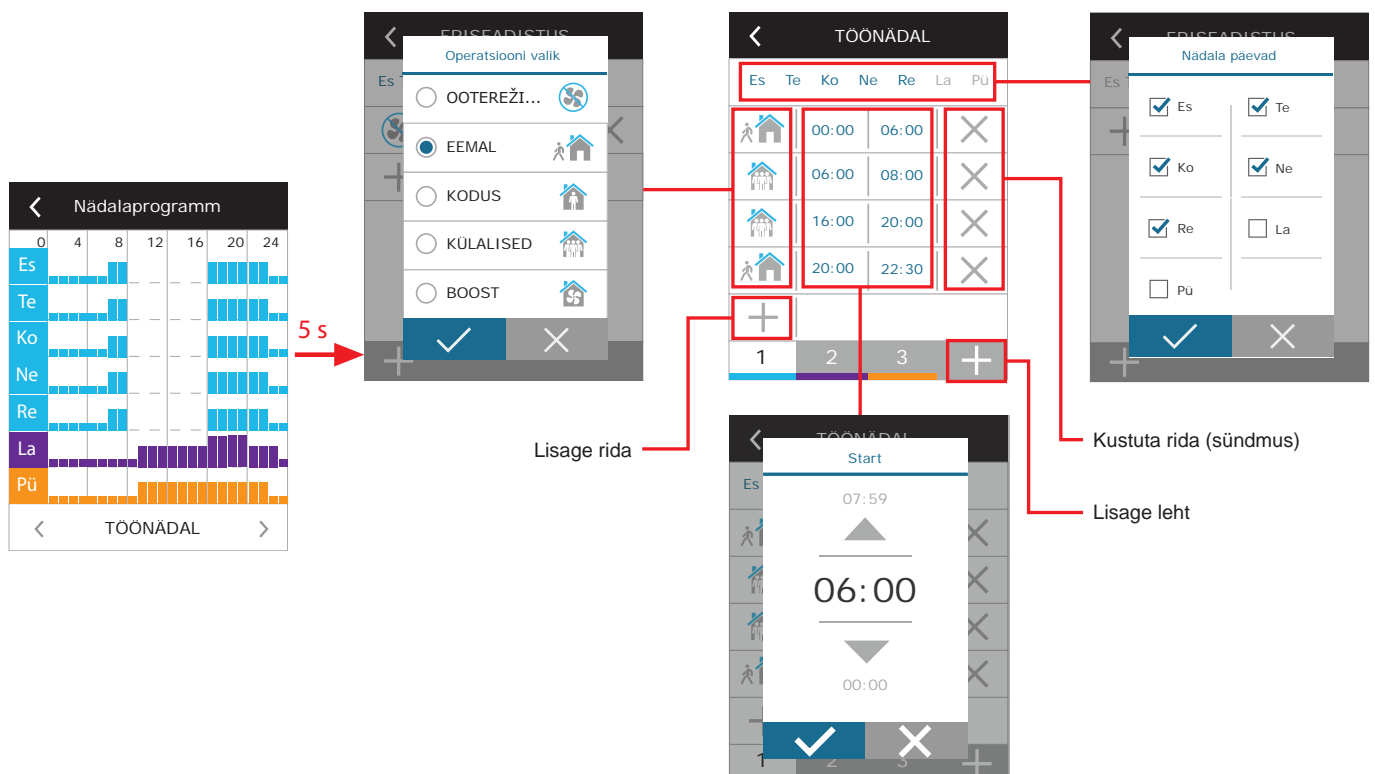 Nädalaprogramm
0 4 8 12 16 20 24
Es
Te
Ko
Ne
Re
La
Pü
TÖÖNÄDAL
5 s
ERISEADISTUS
Es T
Operatsiooni valik
OOTEREŽI...
EEMAL
KODUS
KÜLALISED
BOOST
TÖÖNÄDAL
Es Te Ko Ne Re La Pü
00:00 06:00
06:00 08:00
16:00 20:00
20:00 22:30
1 2 3
Lisage rida
TÖÖNÄDAL
Es
Start
07:59
06:00
00:00
1 2 3
ERISEADISTUS
Es T
Nädala päevad
Es Te
Ko Ne
Re La
Pü
Kustuta rida (sündmus)
Lisage leht